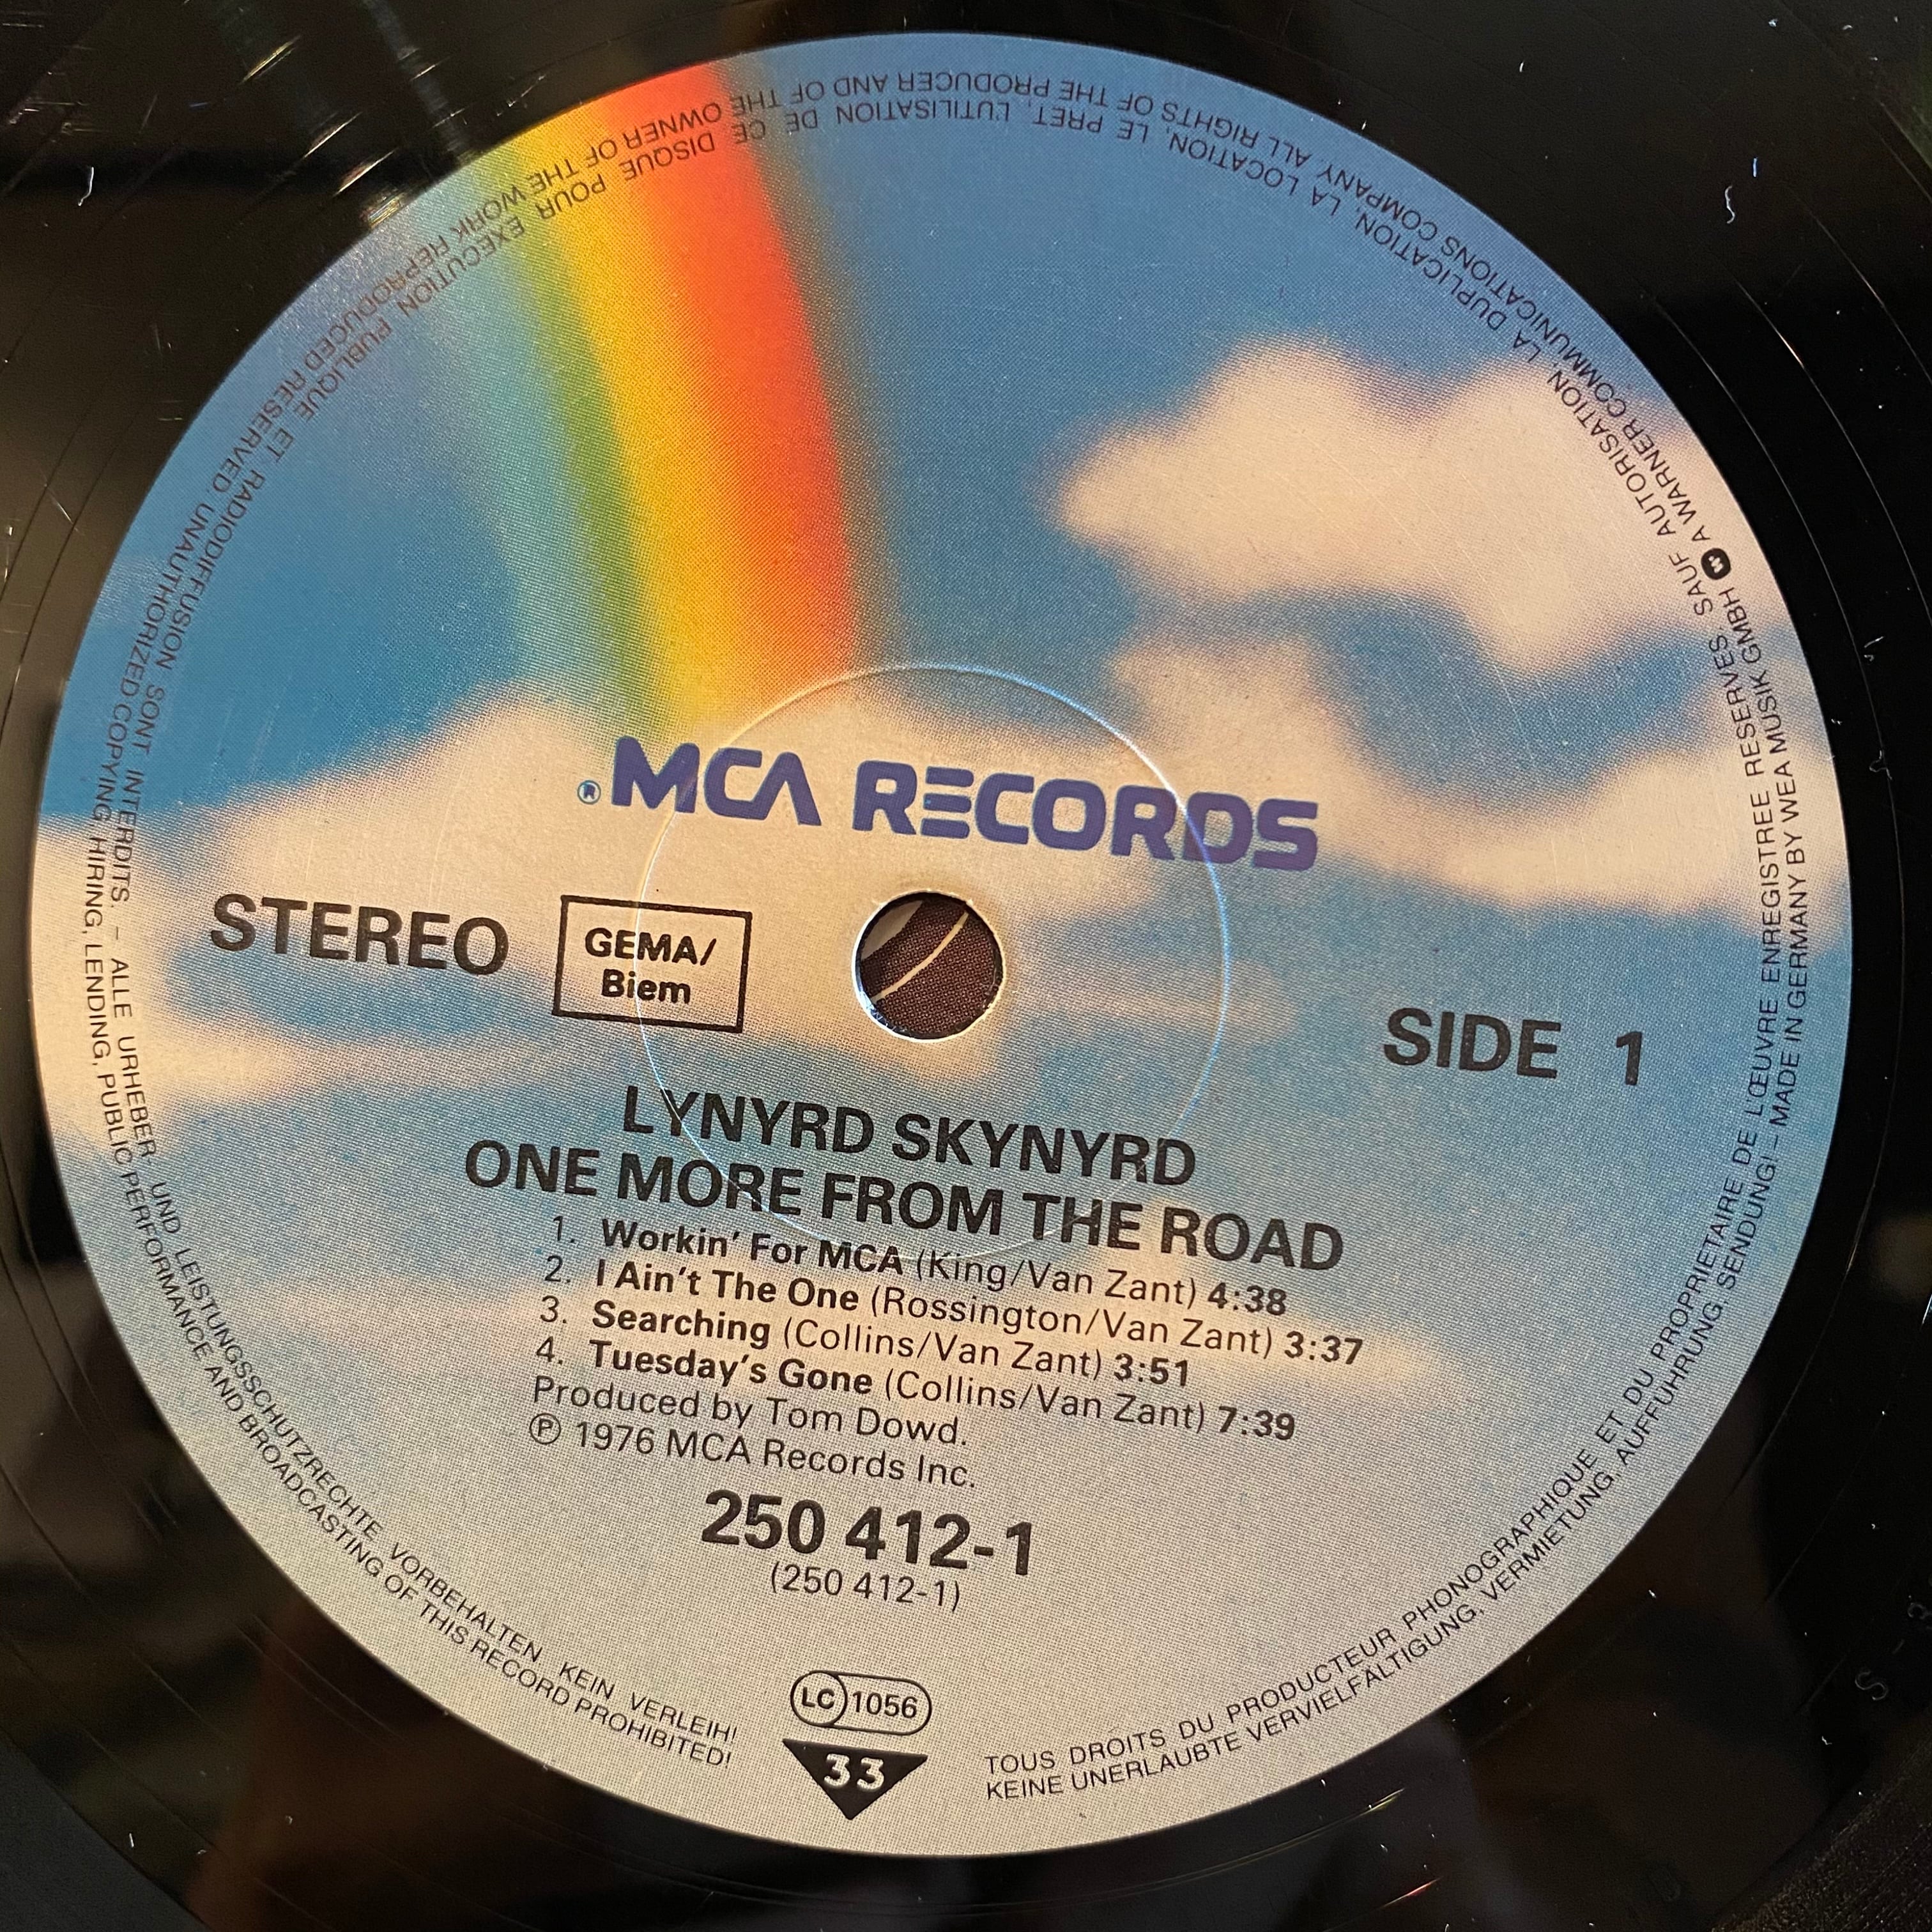 ® MCA RECORDS
STEREO
GEMA/
Biem
SIDE 1
LYNYRD SKYNYRD
ONE MORE FROM THE ROAD
1. Workin' For MCA (King/Van Zant) 4:38
2. I Ain't The One (Rossington/Van Zant) 3:37
3. Searching (Collins/Van Zant) 3:51
4. Tuesday's Gone (Collins/Van Zant) 7:39
Produced by Tom Dowd.
℗ 1976 MCA Records Inc.
250 412-1
(250 412-1)
LC 1056
33
TOUS DROITS DU PRODUCTEUR PHONOGRAPHIQUE ET DU PROPRIETAIRE DE L'ŒUVRE ENREGISTREE RESERVES SAUF AUTORISATION, LA DUPLICATION, LA LOCATION, LE PRET, L'UTILISATION DE CE DISQUE POUR EXECUTION PUBLIQUE ET RADIODIFFUSION SONT INTERDITS. – ALLE URHEBER- UND LEISTUNGSSCHUTZRECHTE VORBEHALTEN KEIN VERLEIH!
KEINE UNERLAUBTE VERVIELFÄLTIGUNG, VERMIETUNG, AUFFÜHRUNG, SENDUNG! – MADE IN GERMANY BY WEA MUSIK GMBH A WARNER COMMUNICATIONS COMPANY. ALL RIGHTS OF THE PRODUCER AND OF THE OWNER OF THE WORK REPRODUCED RESERVED. UNAUTHORIZED COPYING, HIRING, LENDING, PUBLIC PERFORMANCE AND BROADCASTING OF THIS RECORD PROHIBITED!